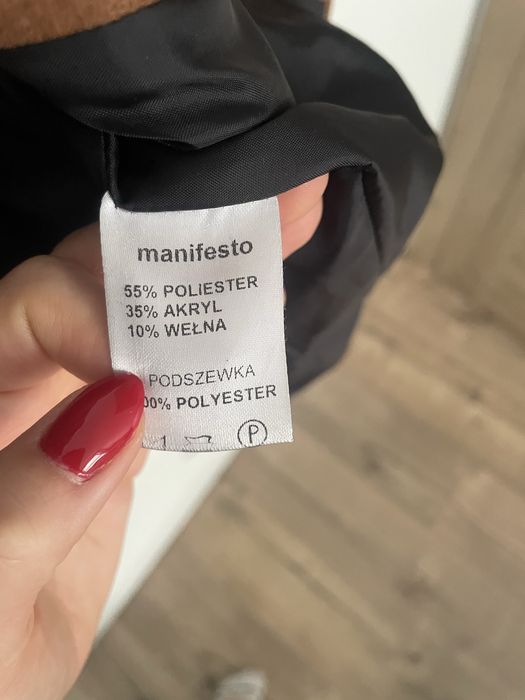 manifesto
55% POLIESTER
35% AKRYL
10% WEŁNA
PODSZEWKA
00% POLYESTER
P